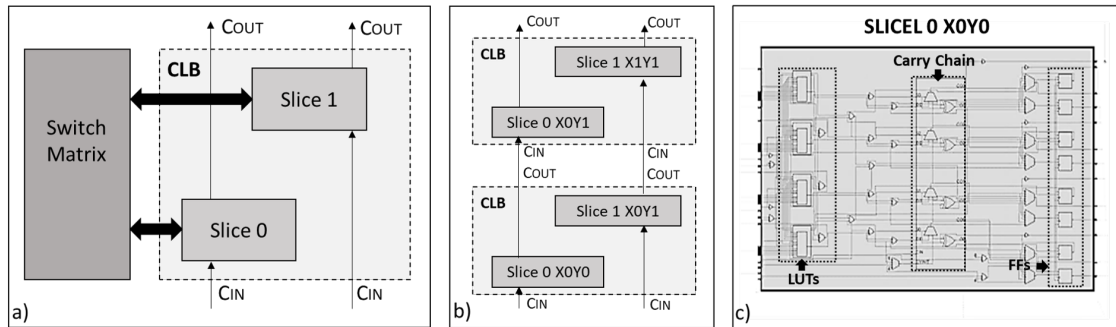 COUT
COUT
CLB
Slice 1
Switch
Matrix
Slice 0
CIN
CIN
a)
COUT
COUT
CLB
Slice 1 X1Y1
Slice 0 X0Y1
CIN
CIN
COUT
COUT
CLB
Slice 1 X0Y1
Slice 0 X0Y0
CIN
CIN
b)
SLICEL 0 X0Y0
Carry Chain
LUTs
FFs
c)